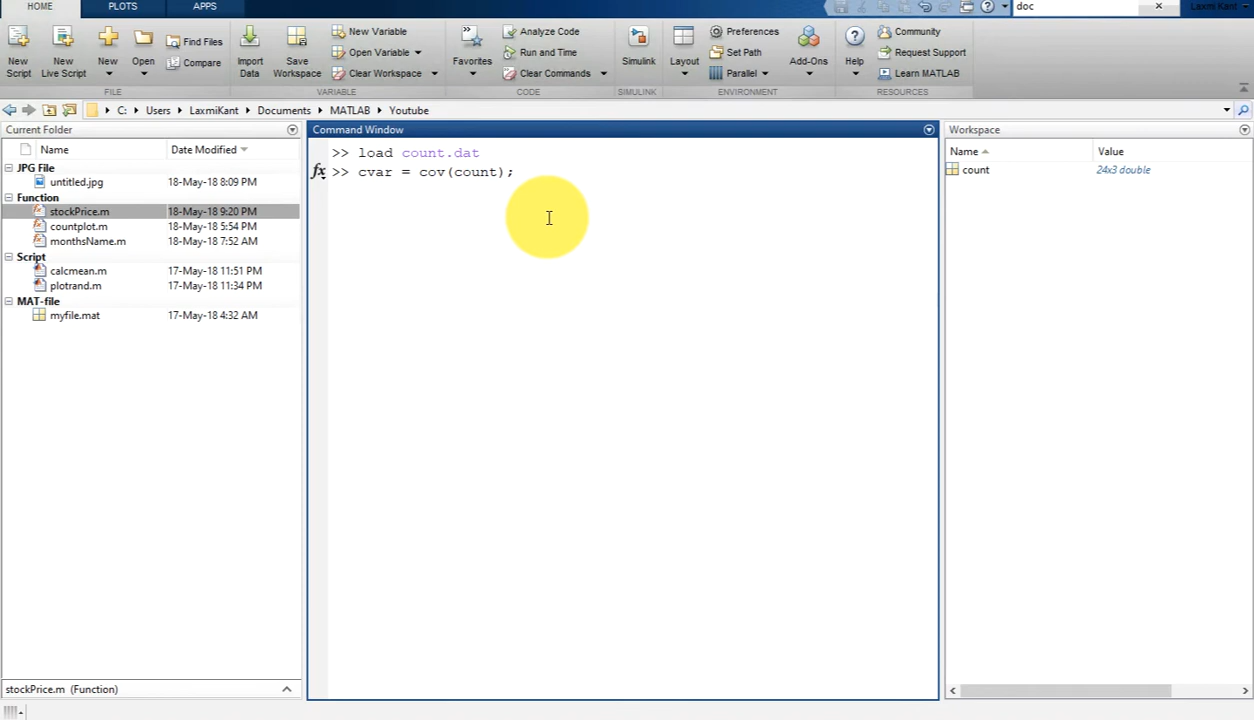 HOME PLOTS APPS doc Laxmi Kant
New Script
New Live Script
New
Open
Find Files
Compare
FILE
Import Data
Save Workspace
New Variable
Open Variable
Clear Workspace
VARIABLE
Favorites
Analyze Code
Run and Time
Clear Commands
CODE
Simulink
SIMULINK
Layout
Preferences
Set Path
Parallel
ENVIRONMENT
Add-Ons
Help
Community
Request Support
Learn MATLAB
RESOURCES
C: Users LaxmiKant Documents MATLAB Youtube
Current Folder
Name Date Modified
JPG File
untitled.jpg 18-May-18 8:09 PM
Function
stockPrice.m 18-May-18 9:20 PM
countplot.m 18-May-18 5:54 PM
monthsName.m 18-May-18 7:52 AM
Script
calcmean.m 17-May-18 11:51 PM
plotrand.m 17-May-18 11:34 PM
MAT-file
myfile.mat 17-May-18 4:32 AM
stockPrice.m (Function)
Command Window
>> load count.dat
fx >> cvar = cov(count);
Workspace
Name Value
count 24x3 double